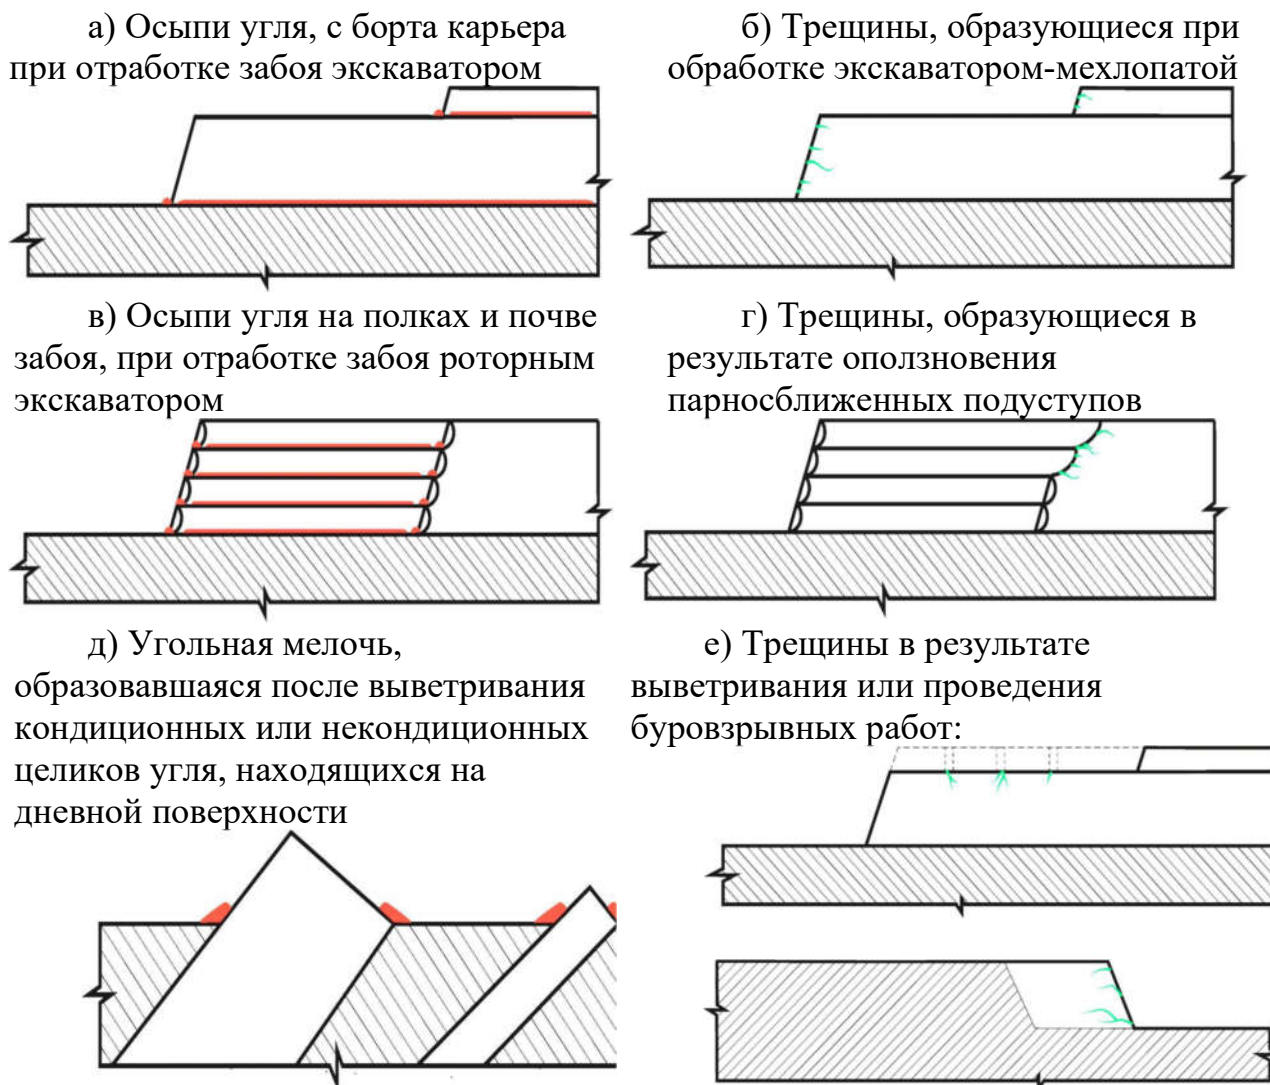 а) Осыпи угля, с борта карьера
при отработке забоя экскаватором
б) Трещины, образующиеся при
обработке экскаватором-мехлопатой
в) Осыпи угля на полках и почве
забоя, при отработке забоя роторным
экскаватором
г) Трещины, образующиеся в
результате оползновения
парносближенных подуступов
д) Угольная мелочь,
образовавшаяся после выветривания
кондиционных или некондиционных
целиков угля, находящихся на
дневной поверхности
е) Трещины в результате
выветривания или проведения
буровзрывных работ: